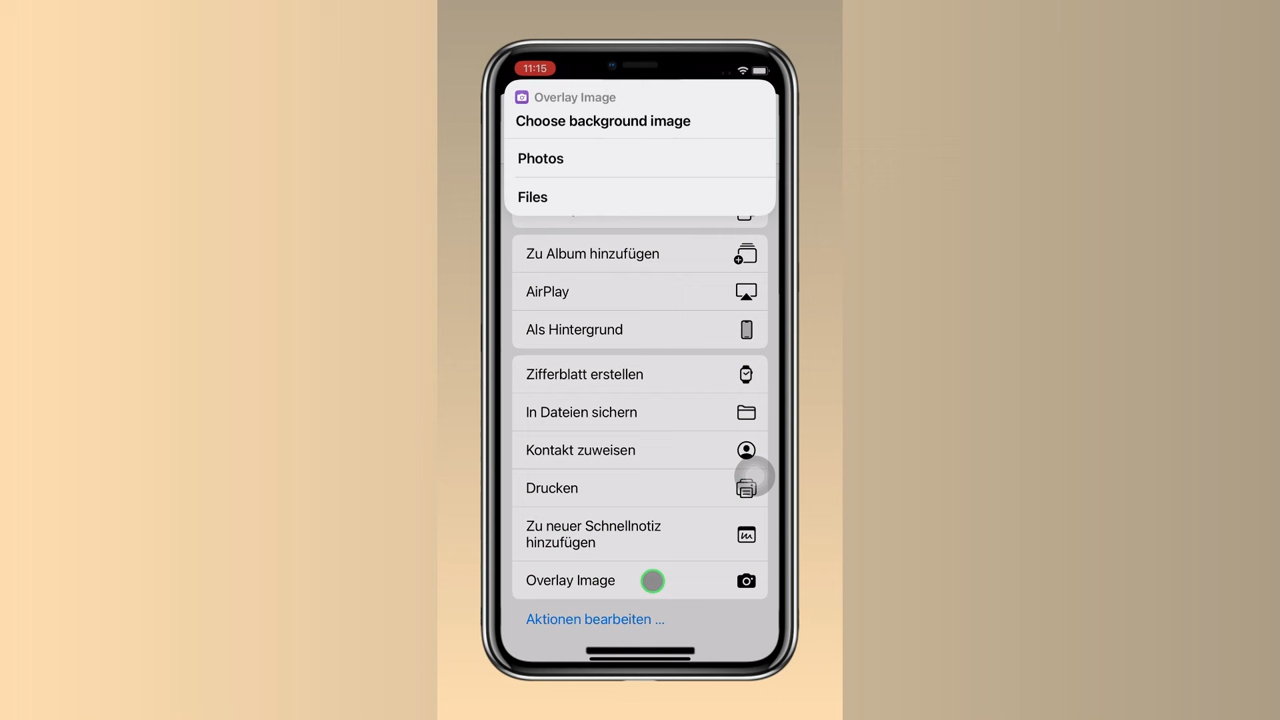 11:15
Overlay Image
Choose background image
Photos
Files
Zu Album hinzufügen
AirPlay
Als Hintergrund
Zifferblatt erstellen
In Dateien sichern
Kontakt zuweisen
Drucken
Zu neuer Schnellnotiz
hinzufügen
Overlay Image
Aktionen bearbeiten ...